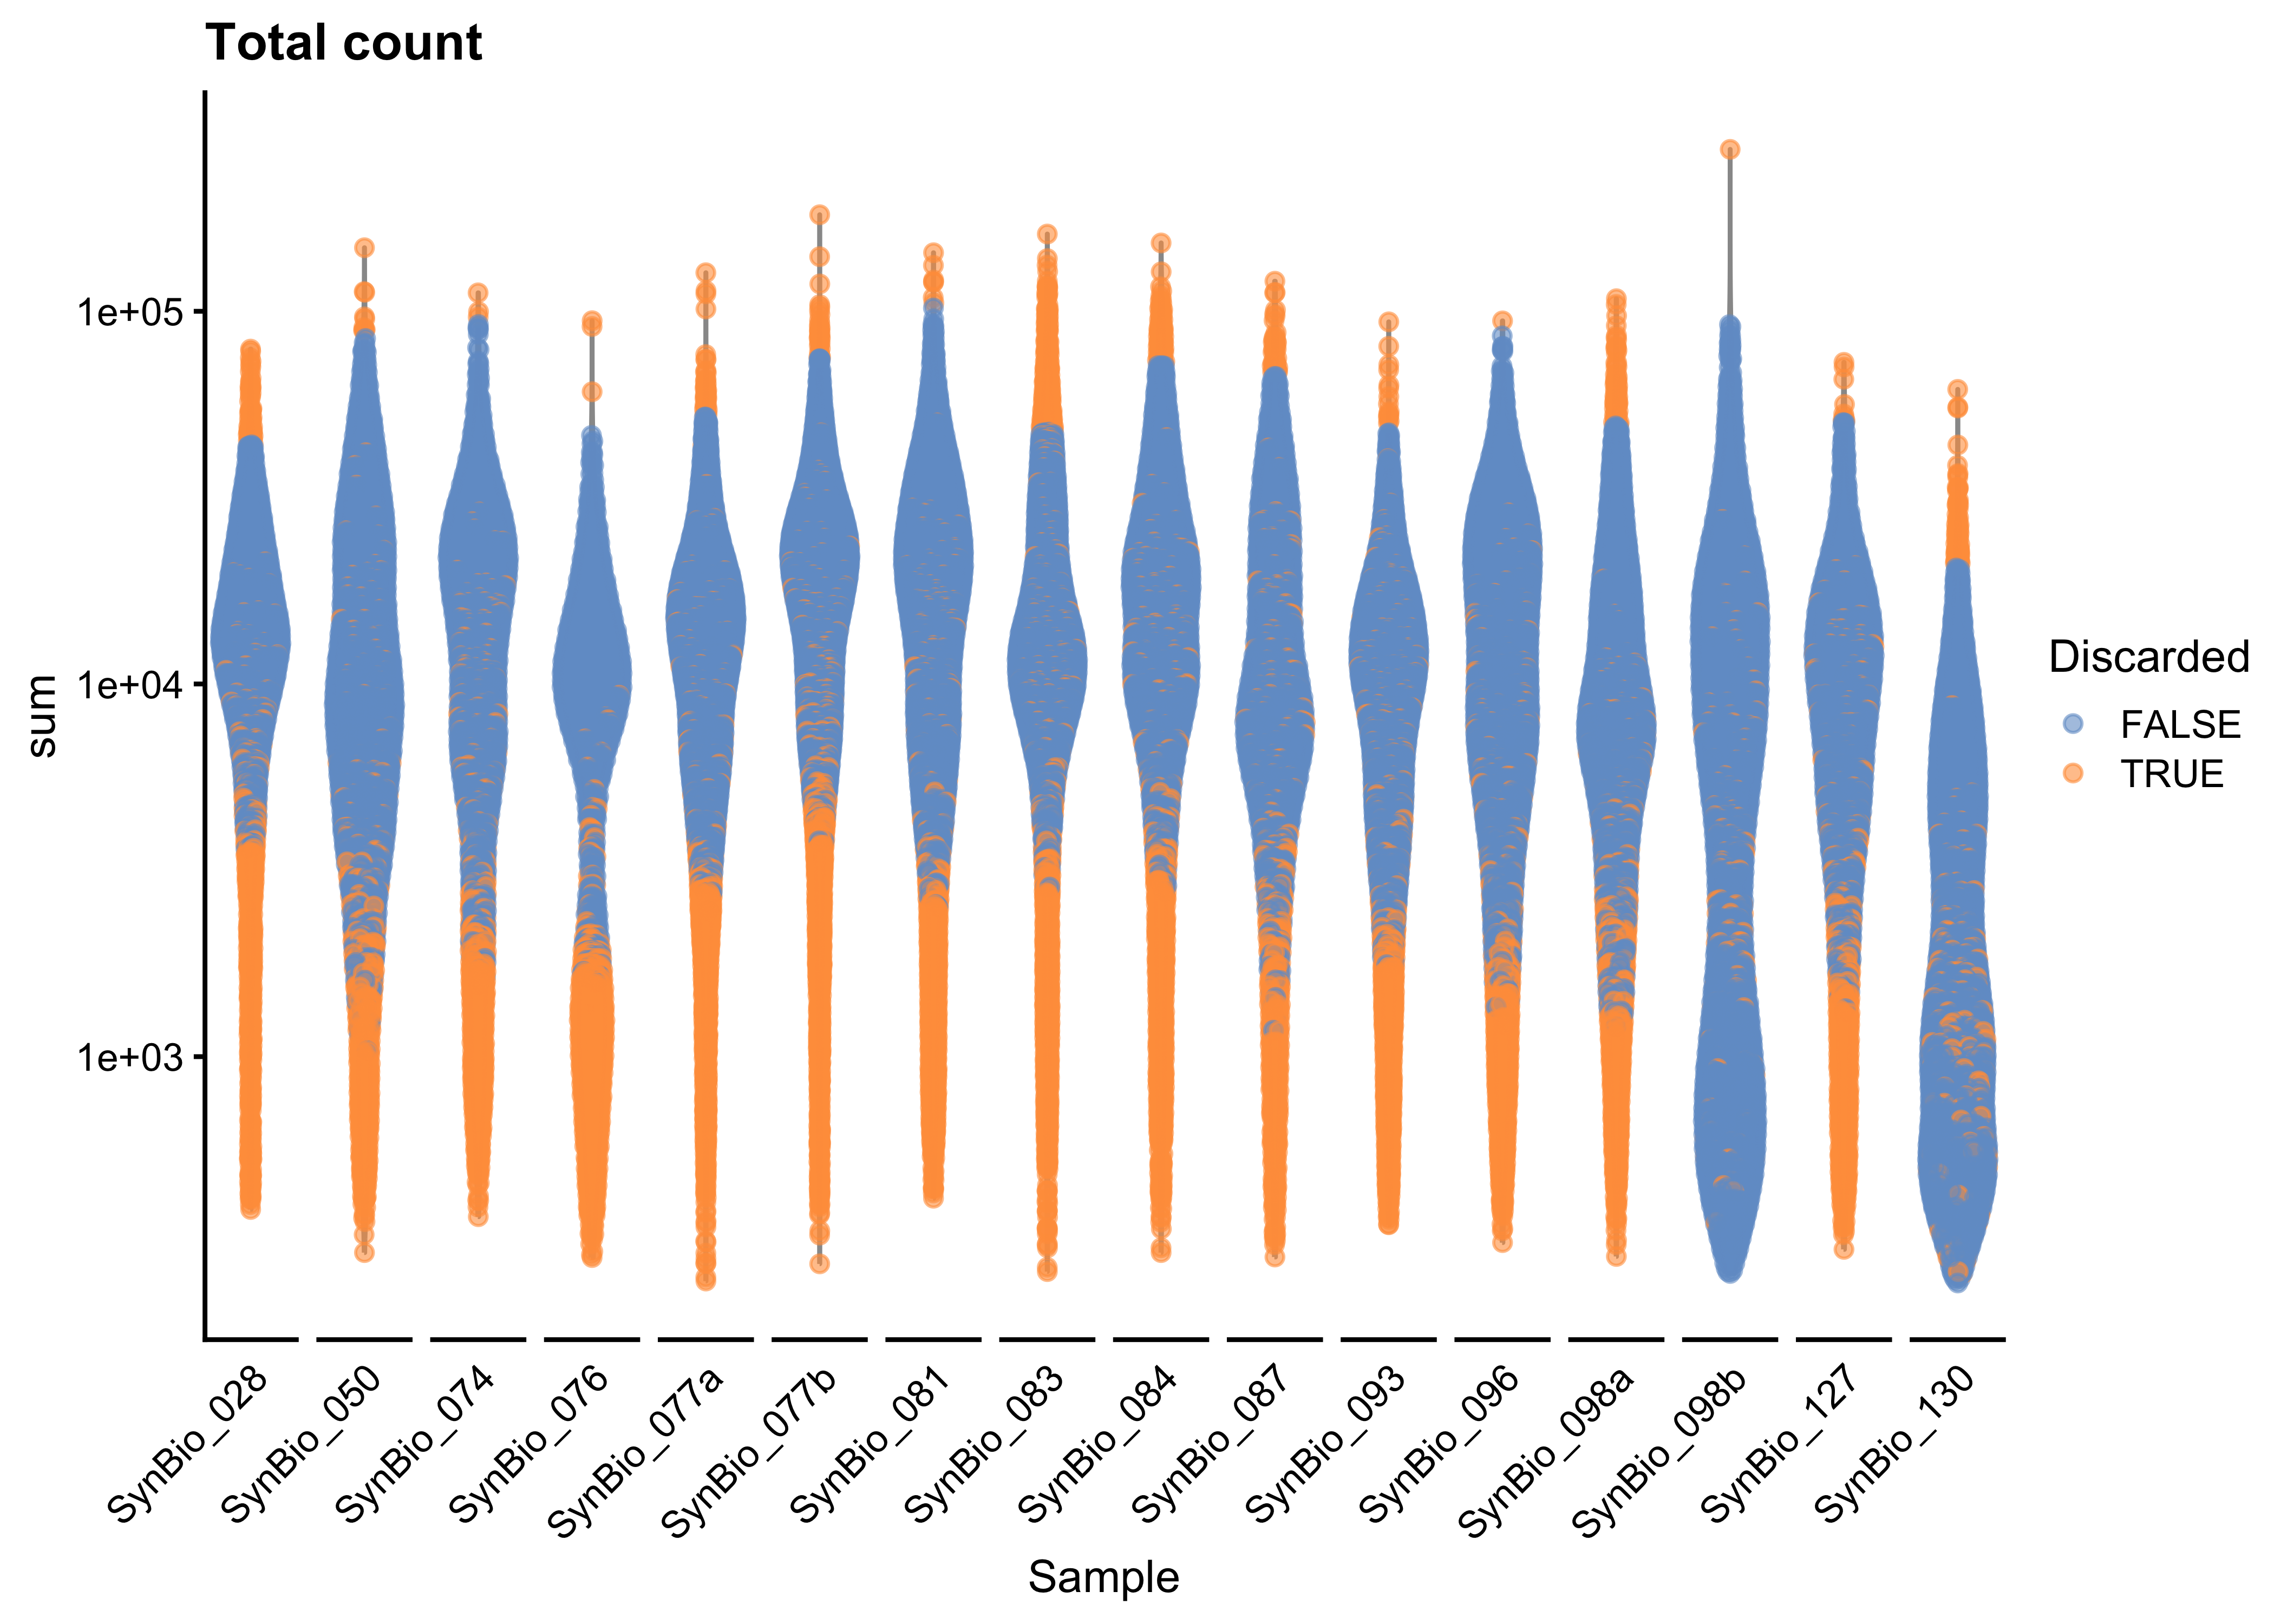 Total count
1e+05
1e+04
1e+03
sum
SynBio_028
SynBio_050
SynBio_074
SynBio_076
SynBio_077a
SynBio_077b
SynBio_081
SynBio_083
SynBio_084
SynBio_087
SynBio_093
SynBio_096
SynBio_098a
SynBio_098b
SynBio_127
SynBio_130
Sample
Discarded
FALSE
TRUE